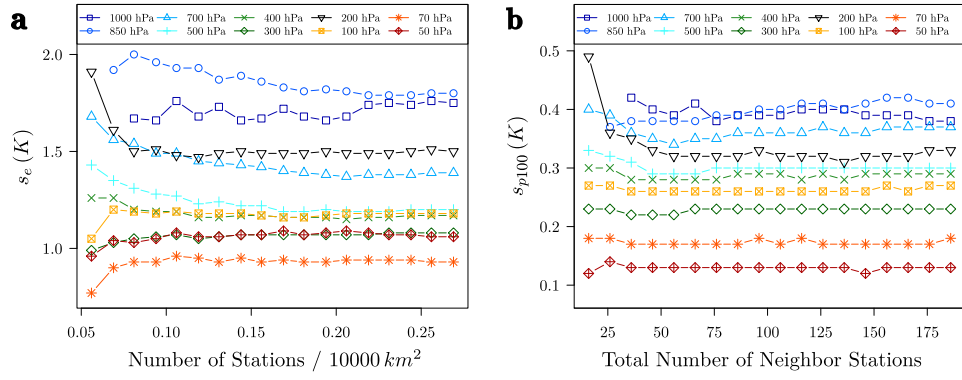 a
1000 hPa 700 hPa 400 hPa 200 hPa 70 hPa
850 hPa 500 hPa 300 hPa 100 hPa 50 hPa
2.0
1.5
1.0
s_e (K)
0.05 0.10 0.15 0.20 0.25
Number of Stations / 10000 km²
b
1000 hPa 700 hPa 400 hPa 200 hPa 70 hPa
850 hPa 500 hPa 300 hPa 100 hPa 50 hPa
0.5
0.4
0.3
0.2
0.1
s_p100 (K)
25 50 75 100 125 150 175
Total Number of Neighbor Stations